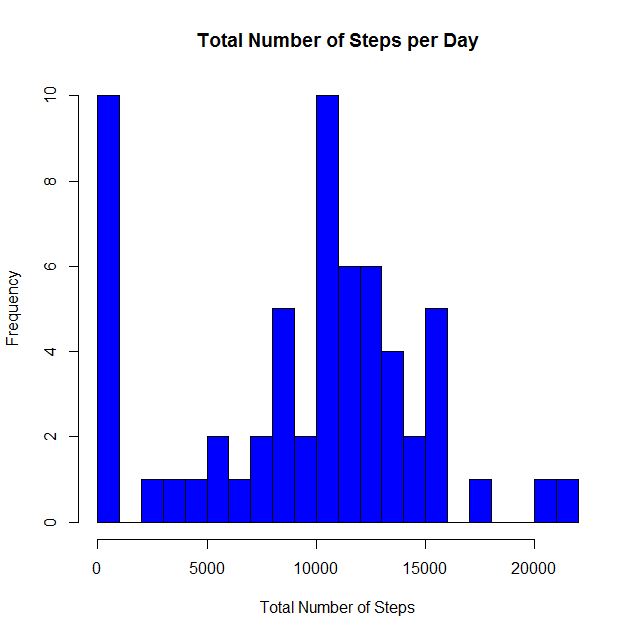 Total Number of Steps per Day
Frequency
10
8
6
4
2
0
0 5000 10000 15000 20000
Total Number of Steps